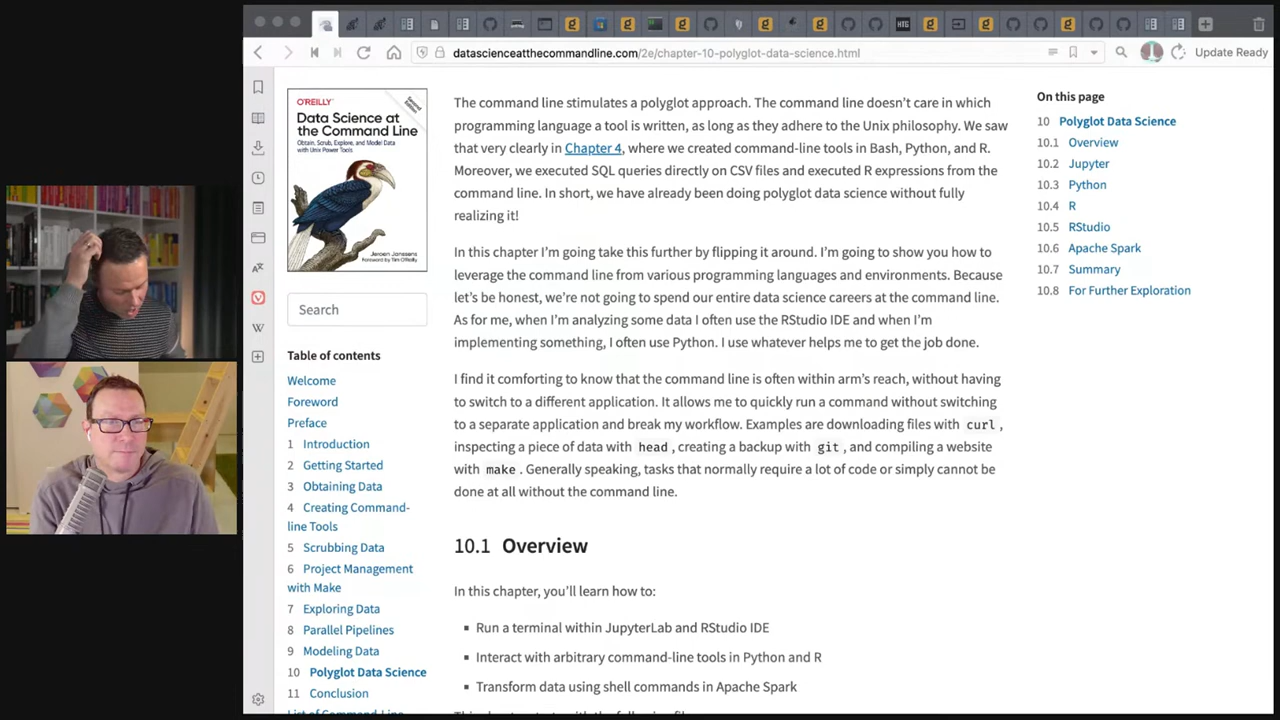 datascienceatthecommandline.com/2e/chapter-10-polyglot-data-science.html
Update Ready
O'REILLY
Second Edition
Data Science at
the Command Line
Obtain, Scrub, Explore, and Model Data
with Unix Power Tools
Jeroen Janssens
Foreword by Tim O'Reilly
Search
Table of contents
Welcome
Foreword
Preface
1 Introduction
2 Getting Started
3 Obtaining Data
4 Creating Command-
line Tools
5 Scrubbing Data
6 Project Management
with Make
7 Exploring Data
8 Parallel Pipelines
9 Modeling Data
10 Polyglot Data Science
11 Conclusion
List of Command-Line
The command line stimulates a polyglot approach. The command line doesn't care in which
programming language a tool is written, as long as they adhere to the Unix philosophy. We saw
that very clearly in Chapter 4, where we created command-line tools in Bash, Python, and R.
Moreover, we executed SQL queries directly on CSV files and executed R expressions from the
command line. In short, we have already been doing polyglot data science without fully
realizing it!
In this chapter I'm going take this further by flipping it around. I'm going to show you how to
leverage the command line from various programming languages and environments. Because
let's be honest, we're not going to spend our entire data science careers at the command line.
As for me, when I'm analyzing some data I often use the RStudio IDE and when I'm
implementing something, I often use Python. I use whatever helps me to get the job done.
I find it comforting to know that the command line is often within arm's reach, without having
to switch to a different application. It allows me to quickly run a command without switching
to a separate application and break my workflow. Examples are downloading files with curl,
inspecting a piece of data with head, creating a backup with git, and compiling a website
with make. Generally speaking, tasks that normally require a lot of code or simply cannot be
done at all without the command line.
10.1 Overview
In this chapter, you'll learn how to:
▪ Run a terminal within JupyterLab and RStudio IDE
▪ Interact with arbitrary command-line tools in Python and R
▪ Transform data using shell commands in Apache Spark
On this page
10 Polyglot Data Science
10.1 Overview
10.2 Jupyter
10.3 Python
10.4 R
10.5 RStudio
10.6 Apache Spark
10.7 Summary
10.8 For Further Exploration